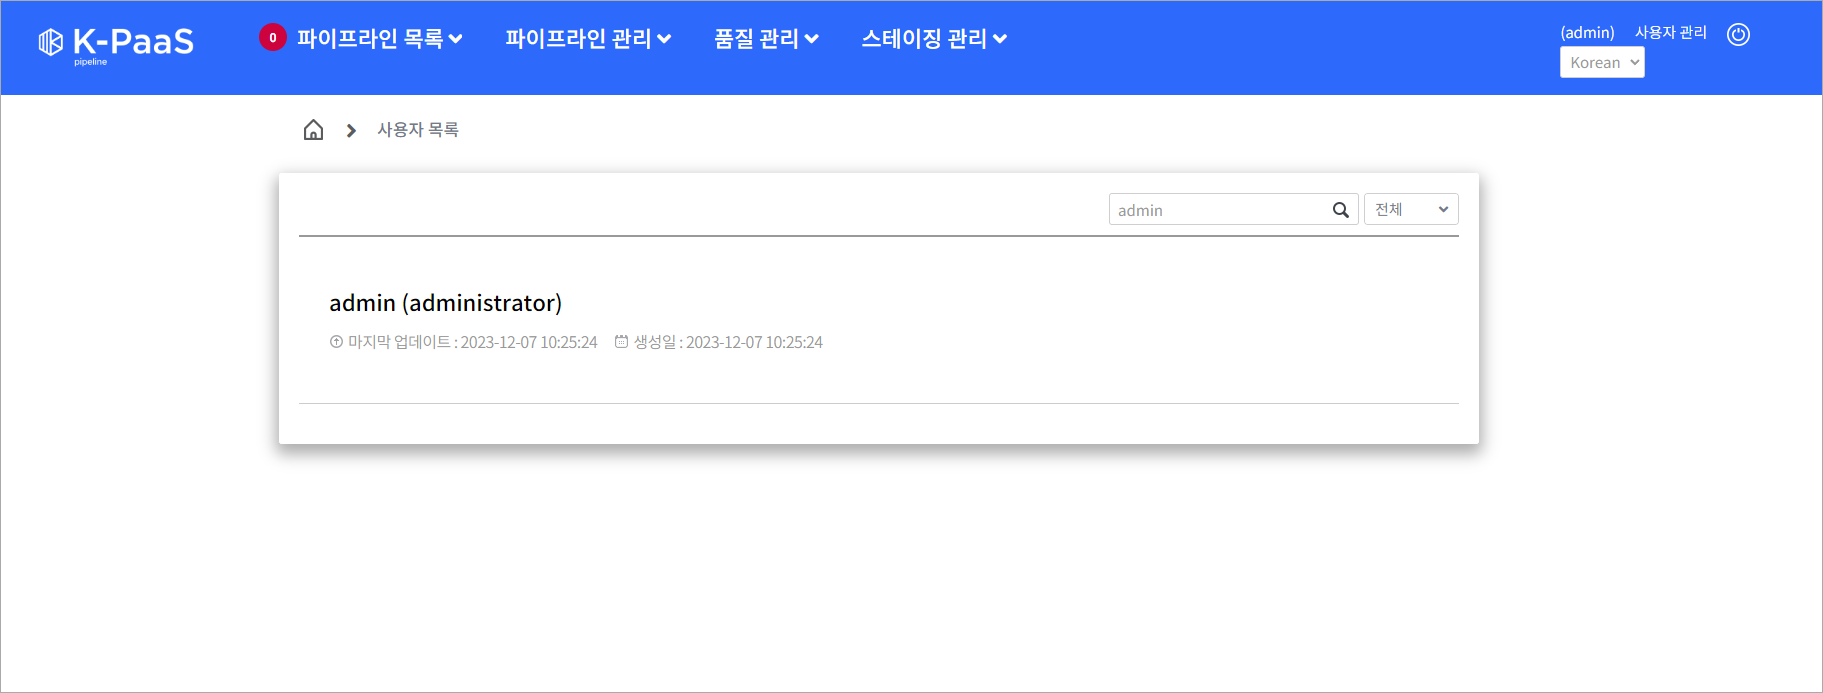 K-PaaS
pipeline
0 파이프라인 목록 파이프라인 관리 품질 관리 스테이징 관리
(admin) 사용자 관리
Korean
사용자 목록
admin 전체
admin (administrator)
마지막 업데이트 : 2023-12-07 10:25:24 생성일 : 2023-12-07 10:25:24